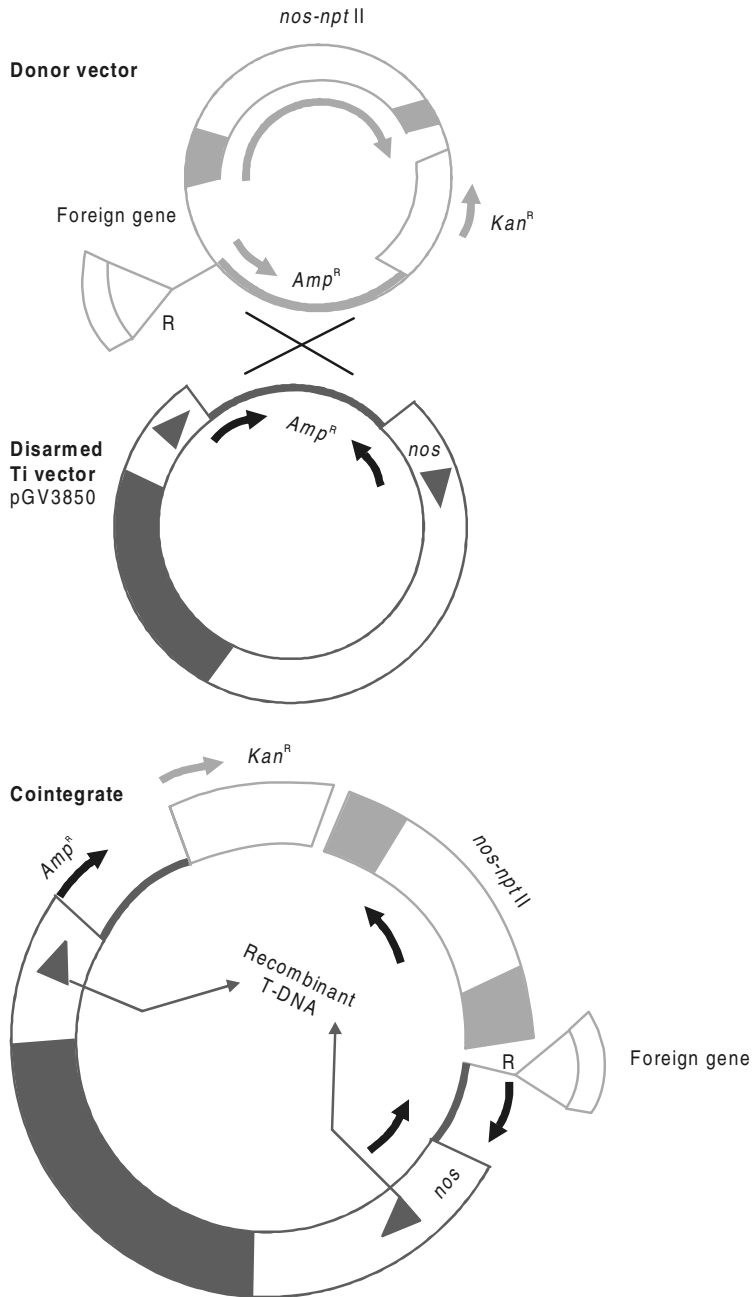 nos-npt II
Donor vector
Foreign gene
Kan^R
Amp^R
R
Disarmed
Ti vector
pGV3850
Amp^R
nos
Kan^R
Cointegrate
Amp^R
nos-npt II
Recombinant
T-DNA
R
Foreign gene
nos